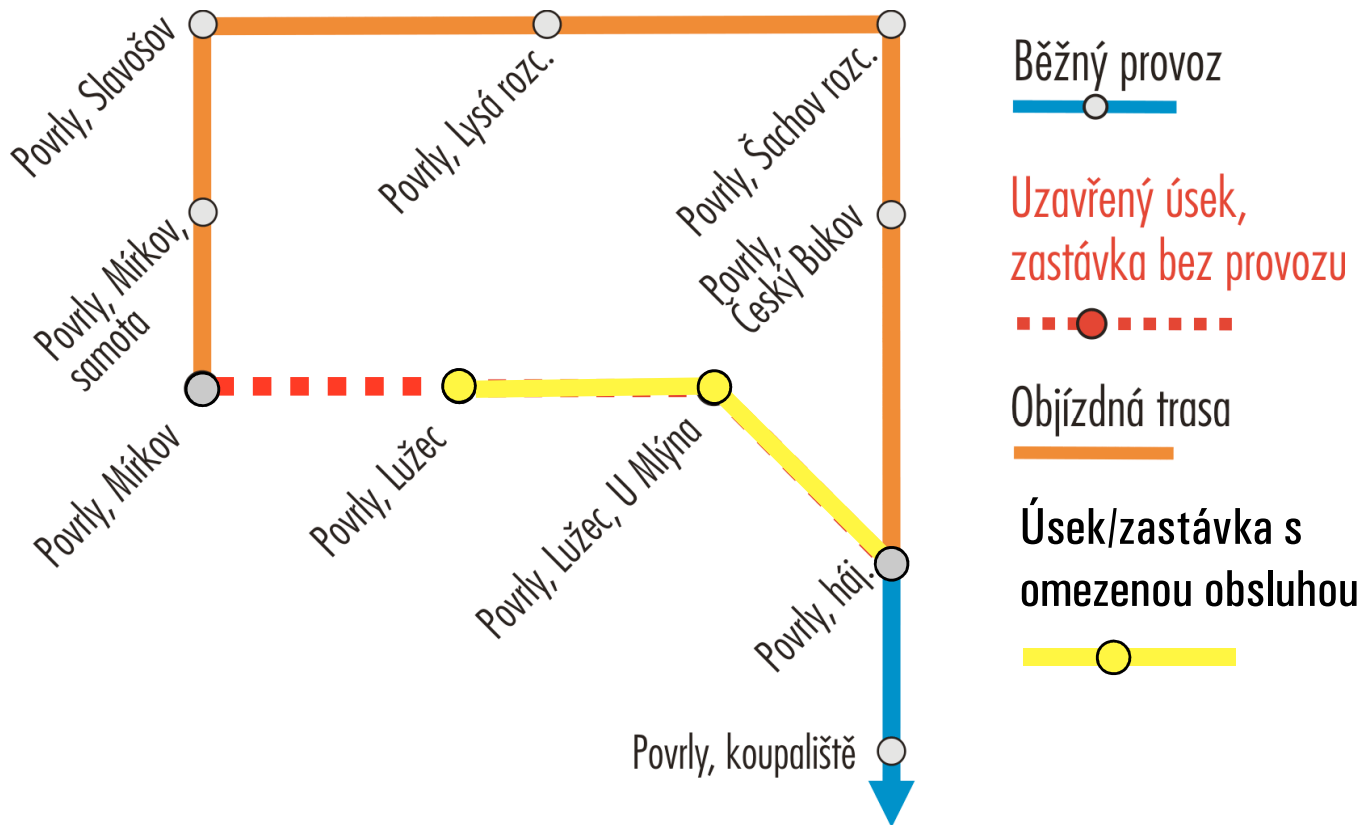 Povrly, Slavošov
Povrly, Lysá rozc.
Povrly, Šachov rozc.
Povrly, Mírkov,
samota
Povrly,
Český Bukov
Povrly, Mírkov
Povrly, Lužec
Povrly, Lužec, U Mlýna
Povrly, háj.
Povrly, koupaliště
Běžný provoz
Uzavřený úsek,
zastávka bez provozu
Objízdná trasa
Úsek/zastávka s
omezenou obsluhou